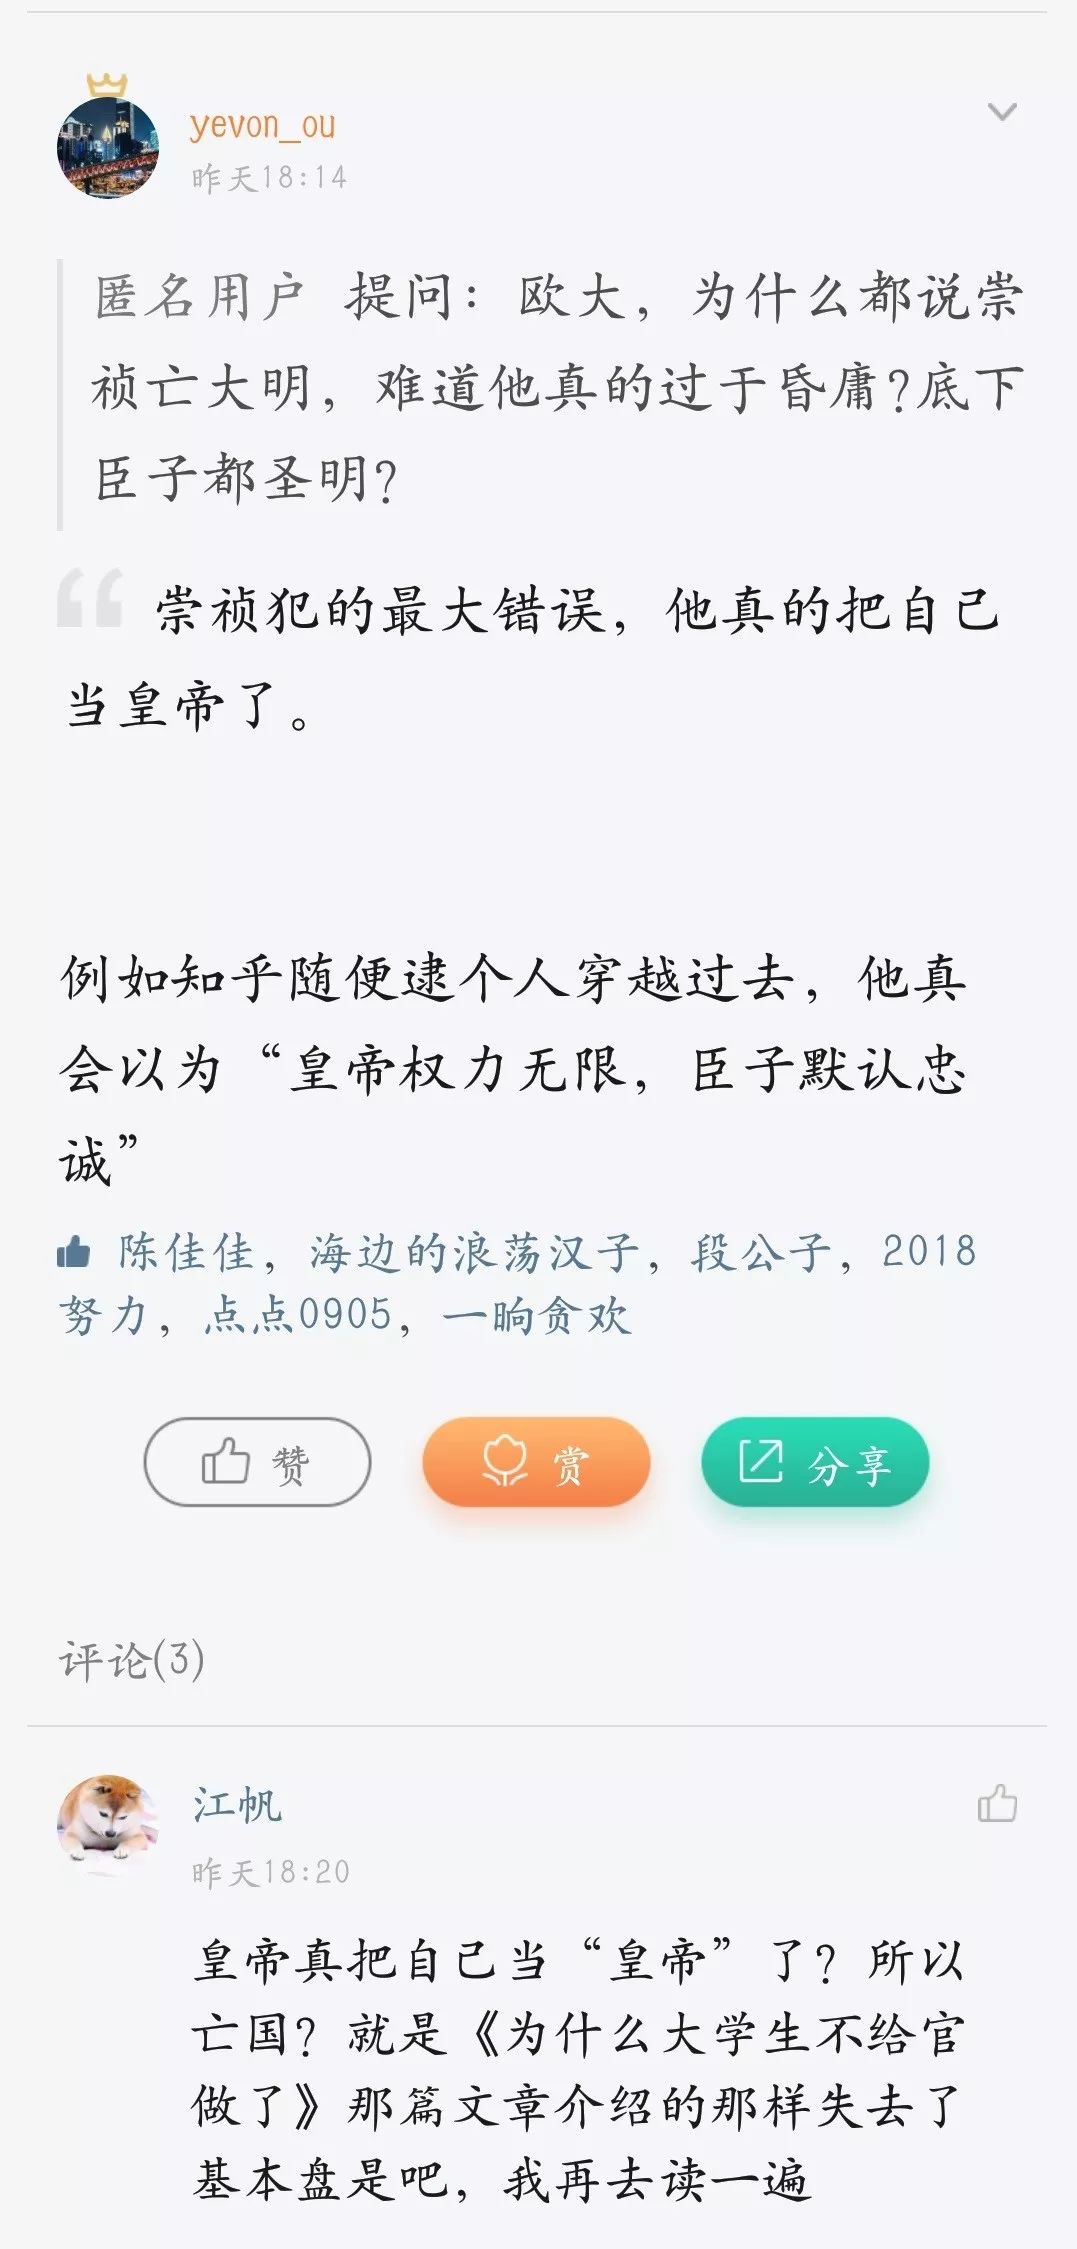 yevon_ou
昨天18:14
匿名用户 提问：欧大，为什么都说崇
祯亡大明，难道他真的过于昏庸?底下
臣子都圣明?
崇祯犯的最大错误，他真的把自己
当皇帝了。
例如知乎随便逮个人穿越过去，他真
会以为“皇帝权力无限，臣子默认忠
诚”
陈佳佳，海边的浪荡汉子，段公子，2018
努力，点点0905，一晌贪欢
赞
赏
分享
评论(3)
江帆
昨天18:20
皇帝真把自己当“皇帝”了？所以
亡国？就是《为什么大学生不给官
做了》那篇文章介绍的那样失去了
基本盘是吧，我再去读一遍